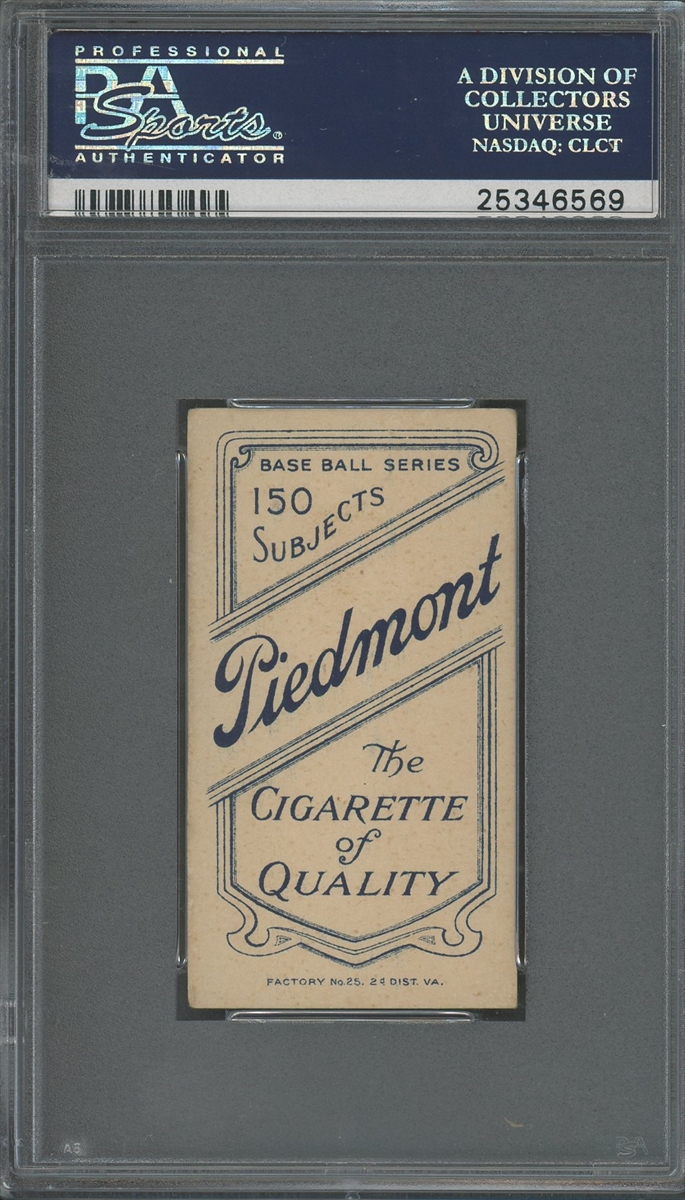 PROFESSIONAL
PSA
Sports
AUTHENTICATOR
A DIVISION OF
COLLECTORS
UNIVERSE
NASDAQ: CLCT
25346569
BASE BALL SERIES
150
SUBJECTS
Piedmont
The
CIGARETTE
of
QUALITY
FACTORY No. 25. 2d DIST. VA.